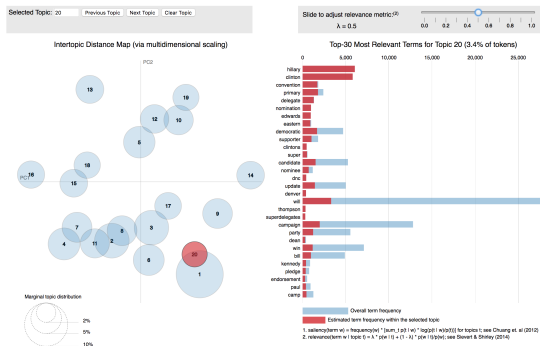 Selected Topic: 20 Previous Topic Next Topic Clear Topic
Slide to adjust relevance metric:(2)
λ = 0.5
0.0 0.2 0.4 0.6 0.8 1.0
Intertopic Distance Map (via multidimensional scaling)
PC2
PC1
13
19
12
10
5
18
16
15
14
17
9
7
8
3
4
11
2
20
6
1
Marginal topic distribution
2%
5%
10%
Top-30 Most Relevant Terms for Topic 20 (3.4% of tokens)
0 5,000 10,000 15,000 20,000 25,000
hillary
clinton
convention
primary
delegate
nomination
edwards
eastern
democratic
supporter
clintons
super
candidate
nominee
dnc
update
denver
will
thompson
superdelegates
campaign
party
dean
win
bill
kennedy
pledge
endorsement
paul
camp
Overall term frequency
Estimated term frequency within the selected topic
1. saliency(term w) = frequency(w) * [sum_t p(t | w) * log(p(t | w)/p(t))] for topics t; see Chuang et. al (2012)
2. relevance(term w | topic t) = λ * p(w | t) + (1 - λ) * p(w | t)/p(w); see Sievert & Shirley (2014)